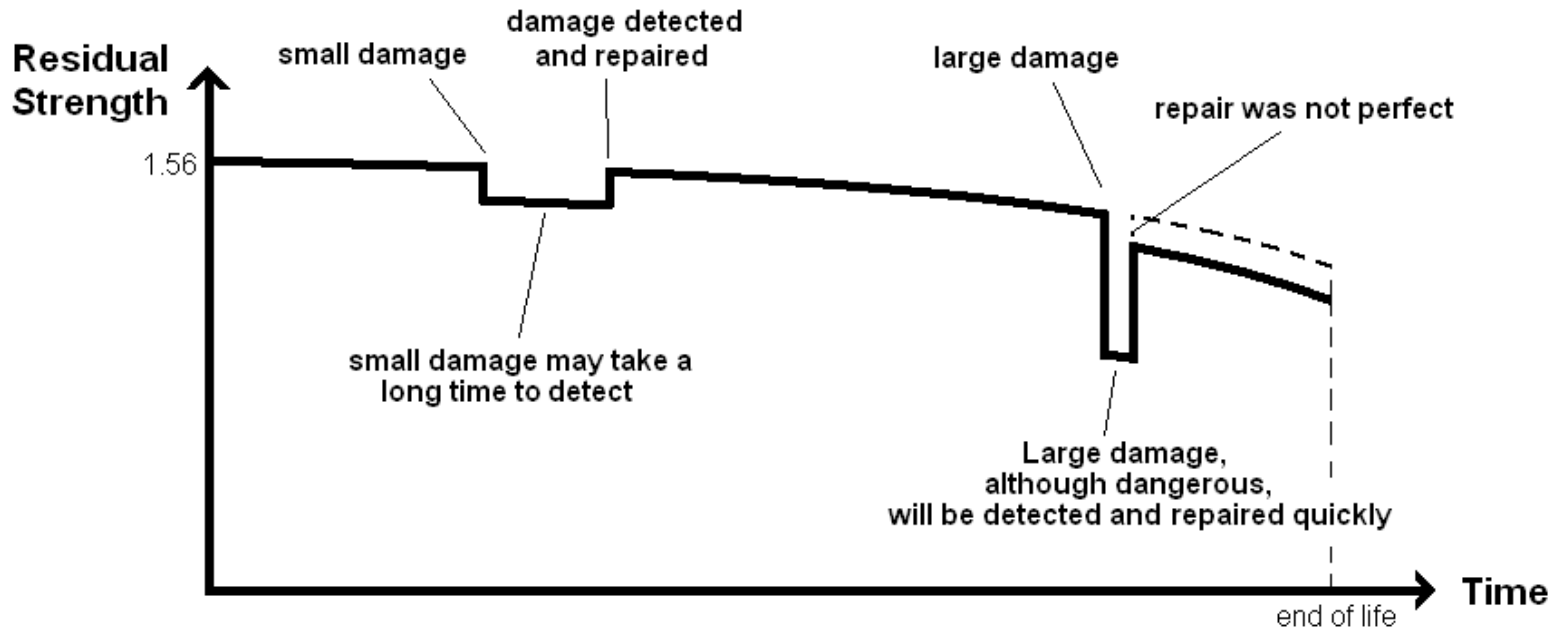 Residual
Strength
1.56
small damage
damage detected
and repaired
large damage
repair was not perfect
small damage may take a
long time to detect
Large damage,
although dangerous,
will be detected and repaired quickly
Time
end of life